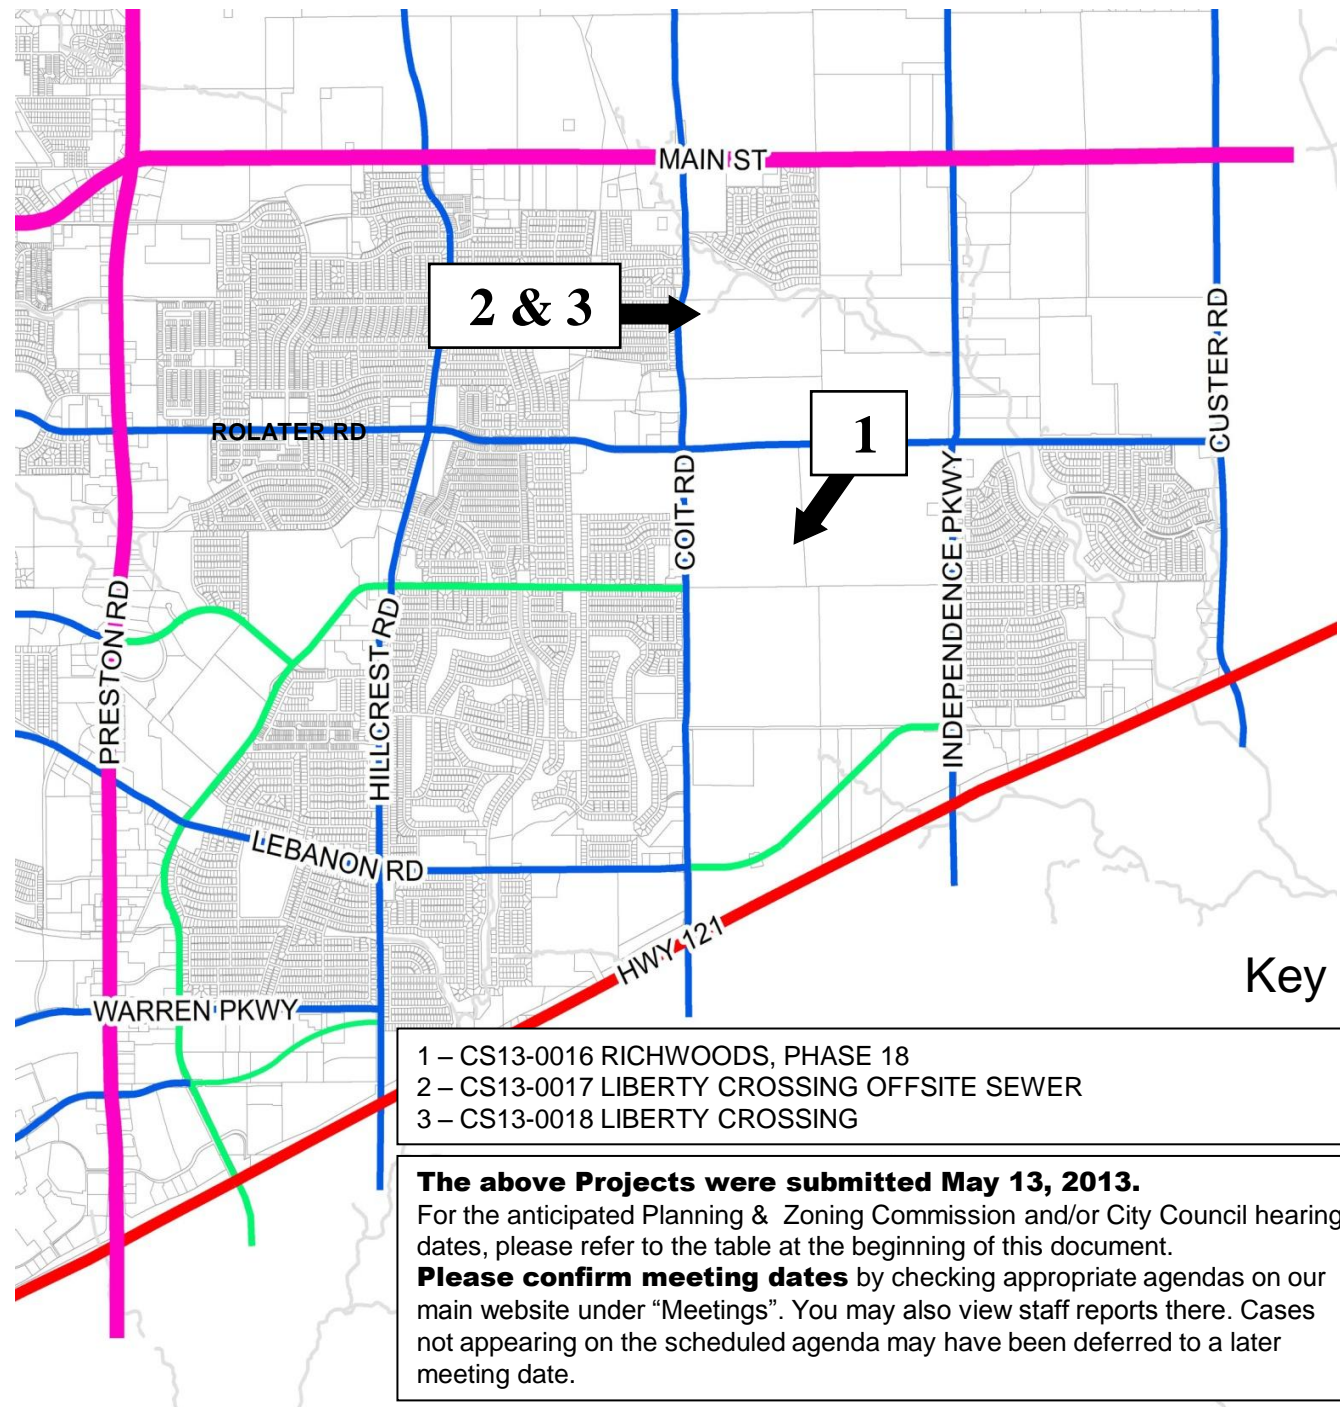 MAIN ST
2 & 3
CUSTER RD
1
ROLATER RD
COIT RD
INDEPENDENCE PKWY
PRESTON RD
HILLCREST RD
LEBANON RD
HWY 121
WARREN PKWY
Key
1 – CS13-0016 RICHWOODS, PHASE 18
2 – CS13-0017 LIBERTY CROSSING OFFSITE SEWER
3 – CS13-0018 LIBERTY CROSSING
The above Projects were submitted May 13, 2013.
For the anticipated Planning & Zoning Commission and/or City Council hearing
dates, please refer to the table at the beginning of this document.
Please confirm meeting dates by checking appropriate agendas on our
main website under “Meetings”. You may also view staff reports there. Cases
not appearing on the scheduled agenda may have been deferred to a later
meeting date.